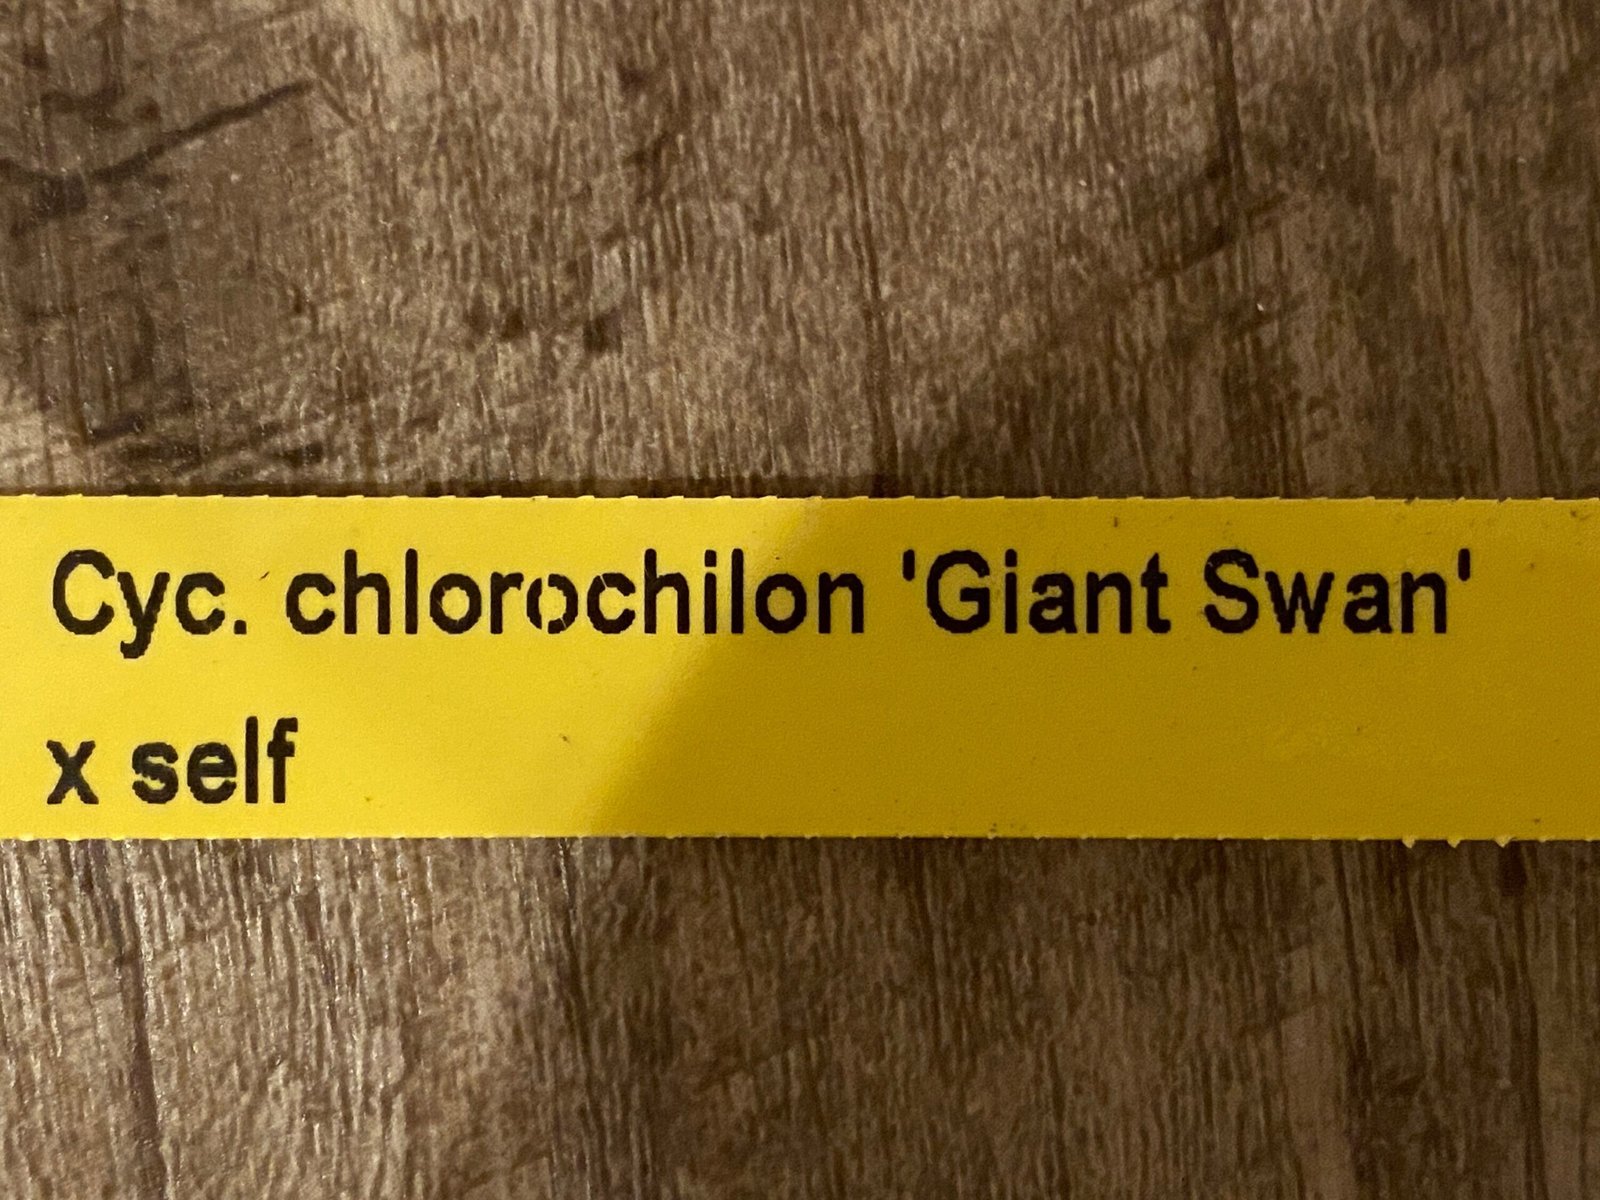 Cyc. chlorochilon 'Giant Swan'
x self